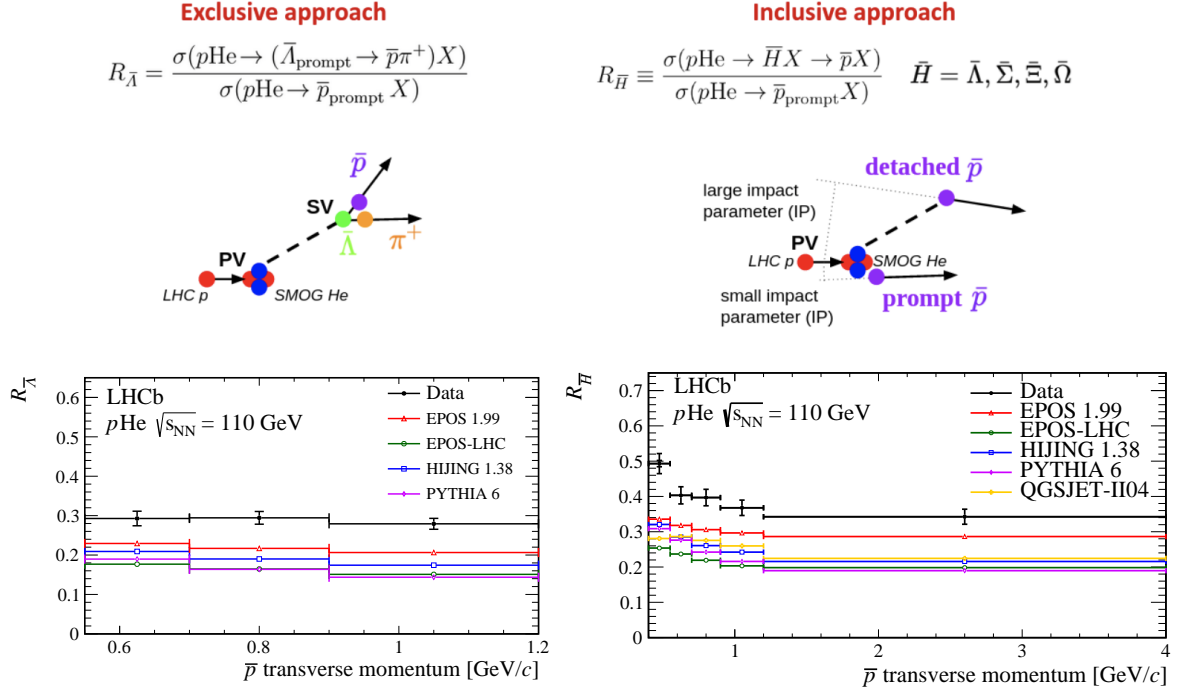 Exclusive approach
R_Λ̄ = σ(pHe → (Λ̄_prompt → p̄π⁺)X) / σ(pHe → p̄_prompt X)
p̄
SV
Λ̄
π⁺
PV
LHC p
SMOG He
R_Λ̄
0.6
0.5
0.4
0.3
0.2
0.1
0
LHCb
pHe √s_NN = 110 GeV
Data
EPOS 1.99
EPOS-LHC
HIJING 1.38
PYTHIA 6
0.6
0.8
1
1.2
p̄ transverse momentum [GeV/c]
Inclusive approach
R_H̄ ≡ σ(pHe → H̄X → p̄X) / σ(pHe → p̄_prompt X) H̄ = Λ̄, Σ̄, Ξ̄, Ω̄
detached p̄
large impact
parameter (IP)
PV
LHC p
SMOG He
small impact
parameter (IP)
prompt p̄
R_H̄
0.7
0.6
0.5
0.4
0.3
0.2
0.1
0
LHCb
pHe √s_NN = 110 GeV
Data
EPOS 1.99
EPOS-LHC
HIJING 1.38
PYTHIA 6
QGSJET-II04
1
2
3
4
p̄ transverse momentum [GeV/c]